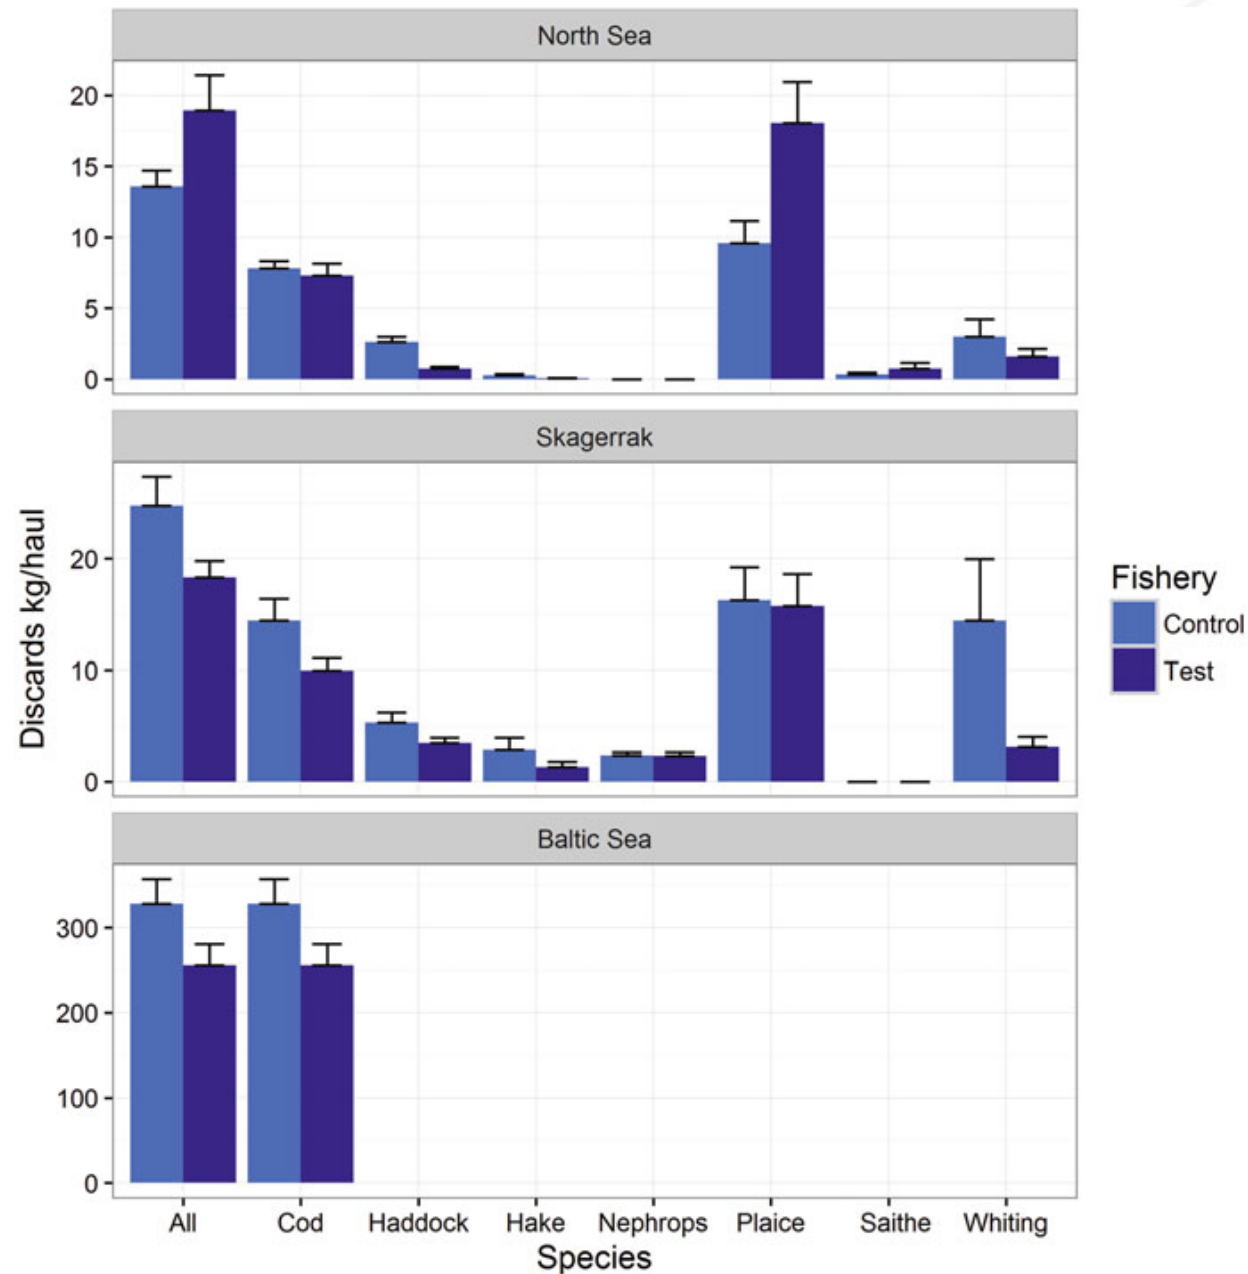 North Sea
20
15
10
5
0
Skagerrak
20
10
0
Baltic Sea
300
200
100
0
Discards kg/haul
All Cod Haddock Hake Nephrops Plaice Saithe Whiting
Species
Fishery
Control
Test